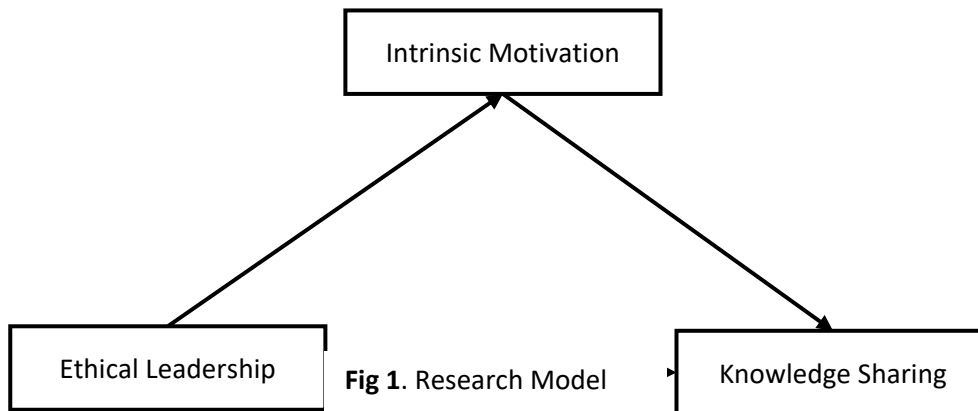 Intrinsic Motivation
Ethical Leadership
Fig 1. Research Model
Knowledge Sharing